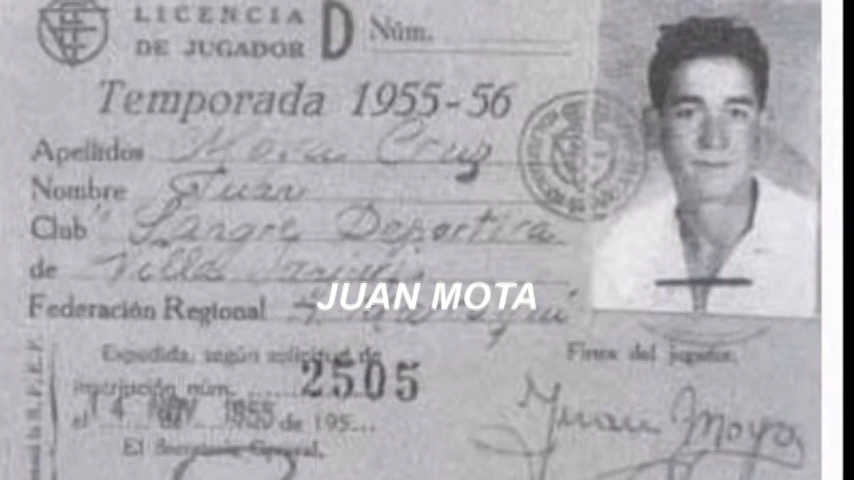 LICENCIA
DE JUGADOR D Núm.
Temporada 1955-56
Apellidos Cruz
Nombre Juan
Club "Sangre Deportiva
de Villa
Federación Regional
JUAN MOTA
Expedida, según solicitud de
inscripción núm. 2505
el 14 NOV 1955 de 195...
El Secretario General,
Firma del jugador,
Juan Moya